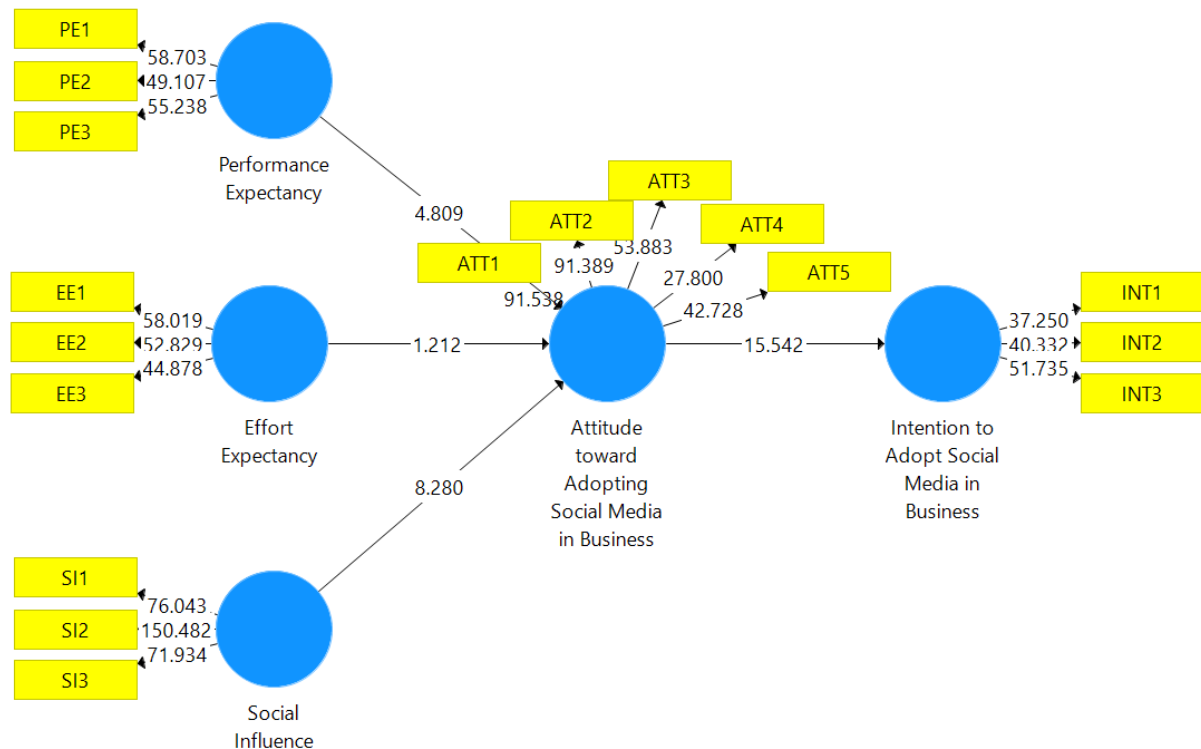 PE1
58.703
PE2
49.107
PE3
55.238
Performance
Expectancy
4.809
ATT1
91.538
ATT2
91.389
ATT3
53.883
ATT4
27.800
ATT5
42.728
EE1
58.019
EE2
52.829
EE3
44.878
Effort
Expectancy
1.212
Attitude
toward
Adopting
Social Media
in Business
15.542
INT1
37.250
INT2
40.332
INT3
51.735
Intention to
Adopt Social
Media in
Business
8.280
SI1
76.043
SI2
150.482
SI3
71.934
Social
Influence